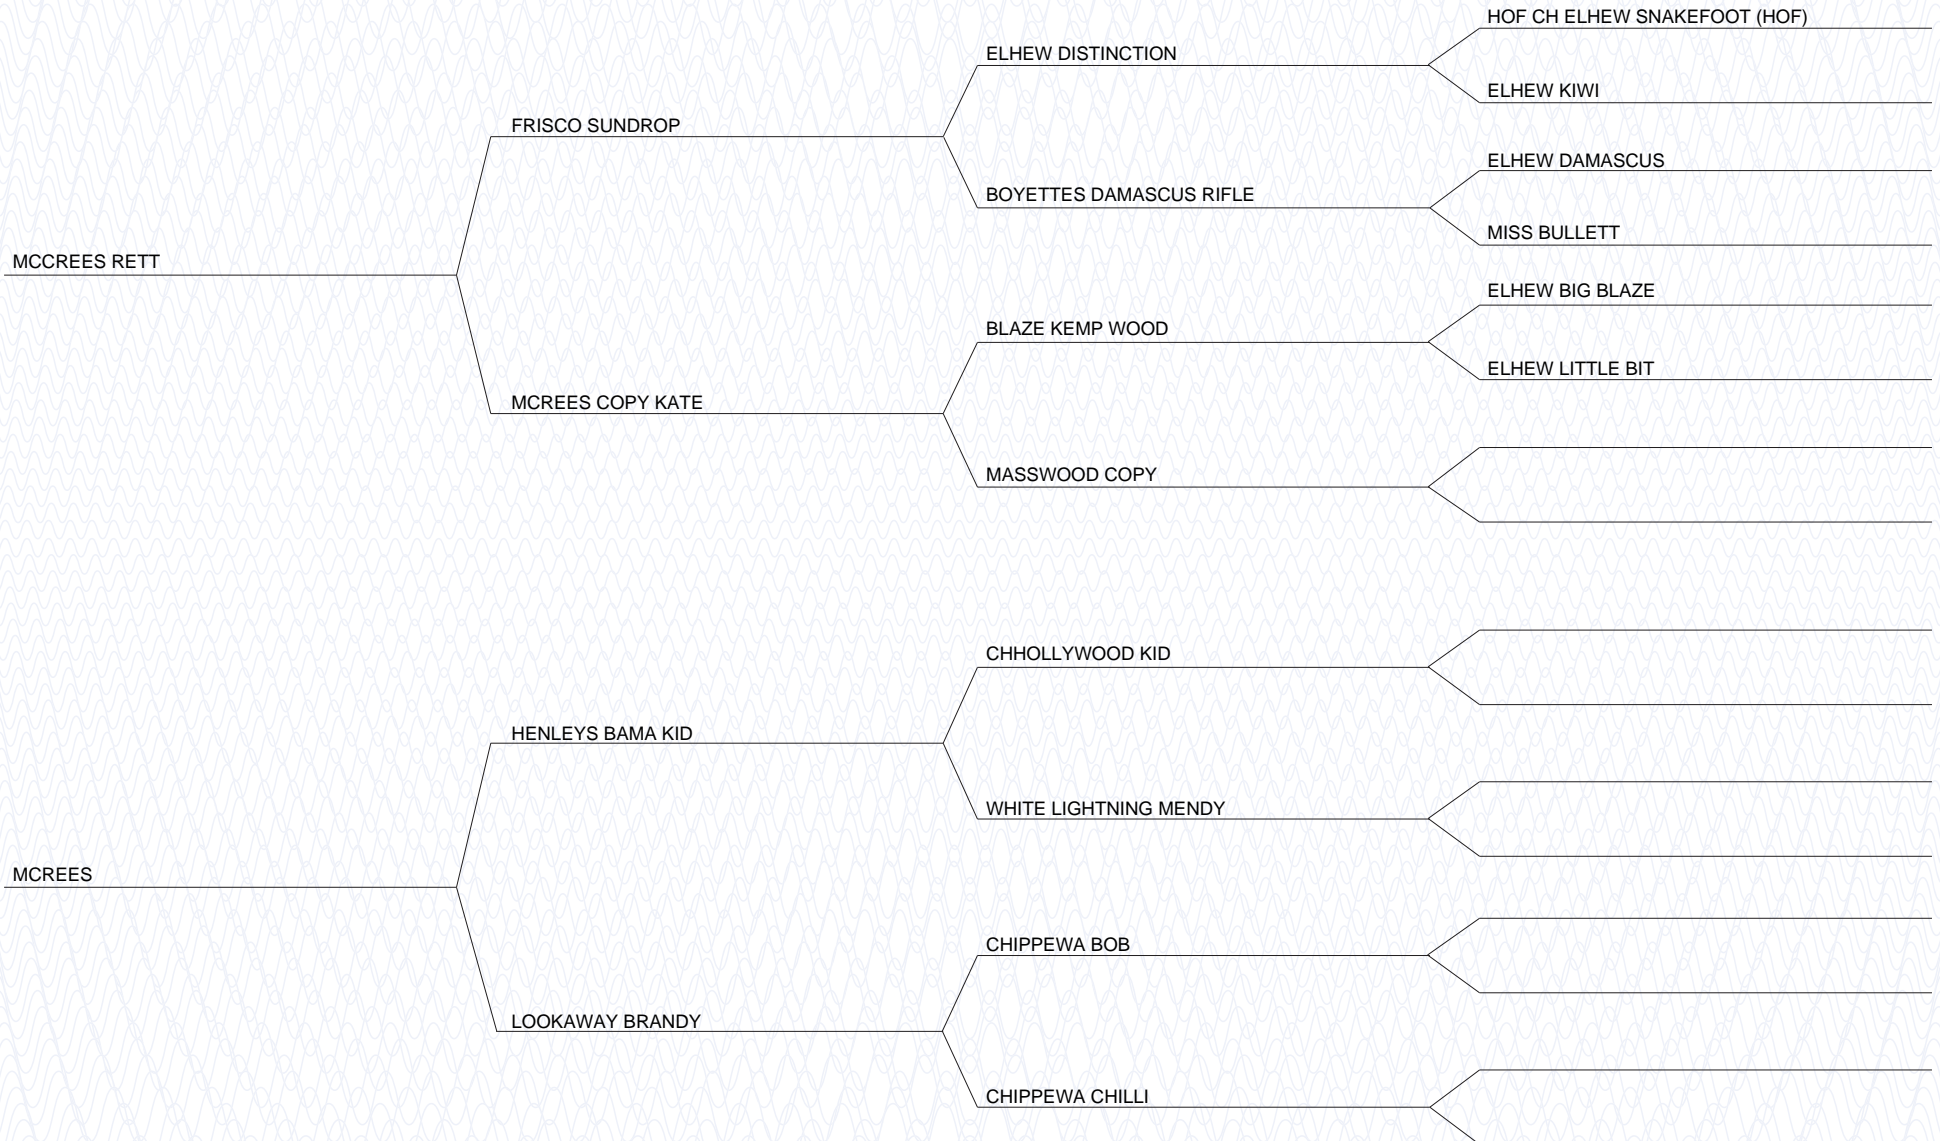 HOF CH ELHEW SNAKEFOOT (HOF)
ELHEW DISTINCTION
ELHEW KIWI
FRISCO SUNDROP
ELHEW DAMASCUS
BOYETTES DAMASCUS RIFLE
MISS BULLETT
MCCREES RETT
ELHEW BIG BLAZE
BLAZE KEMP WOOD
ELHEW LITTLE BIT
MCREES COPY KATE
MASSWOOD COPY
CHHOLLYWOOD KID
HENLEYS BAMA KID
WHITE LIGHTNING MENDY
MCREES
CHIPPEWA BOB
LOOKAWAY BRANDY
CHIPPEWA CHILLI